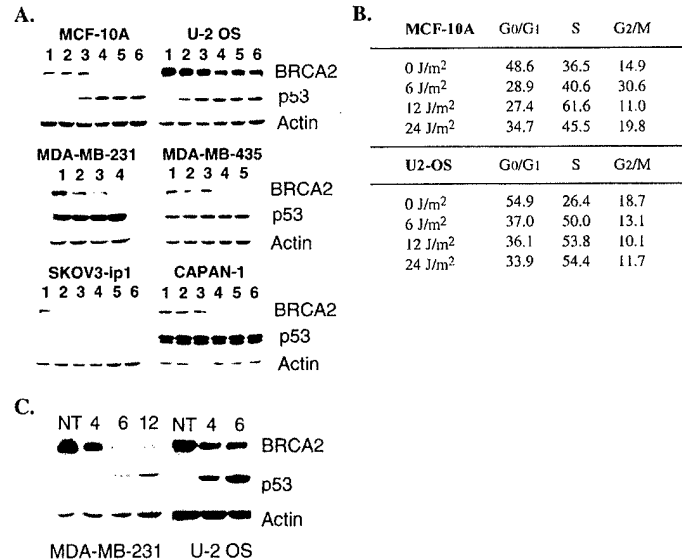 A.
MCF-10A U-2 OS
1 2 3 4 5 6 1 2 3 4 5 6
BRCA2
p53
Actin
MDA-MB-231 MDA-MB-435
1 2 3 4 1 2 3 4 5
BRCA2
p53
Actin
SKOV3-ip1 CAPAN-1
1 2 3 4 5 6 1 2 3 4 5 6
BRCA2
p53
Actin
B.
MCF-10A G0/G1 S G2/M
0 J/m2 48.6 36.5 14.9
6 J/m2 28.9 40.6 30.6
12 J/m2 27.4 61.6 11.0
24 J/m2 34.7 45.5 19.8
U2-OS G0/G1 S G2/M
0 J/m2 54.9 26.4 18.7
6 J/m2 37.0 50.0 13.1
12 J/m2 36.1 53.8 10.1
24 J/m2 33.9 54.4 11.7
C.
NT 4 6 12 NT 4 6
BRCA2
p53
Actin
MDA-MB-231 U-2 OS